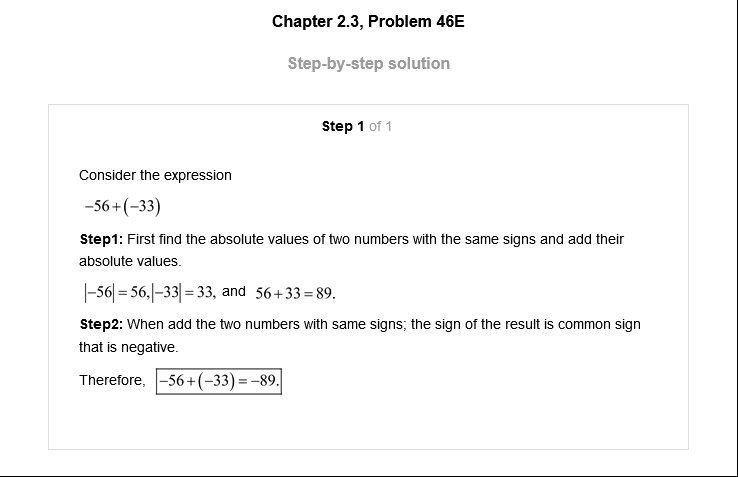 Chapter 2.3, Problem 46E
Step-by-step solution
Step 1 of 1
Consider the expression
−56+(−33)
Step1: First find the absolute values of two numbers with the same signs and add their
absolute values.
|−56|=56,|−33|=33, and 56+33=89.
Step2: When add the two numbers with same signs; the sign of the result is common sign
that is negative.
Therefore, −56+(−33)=−89.